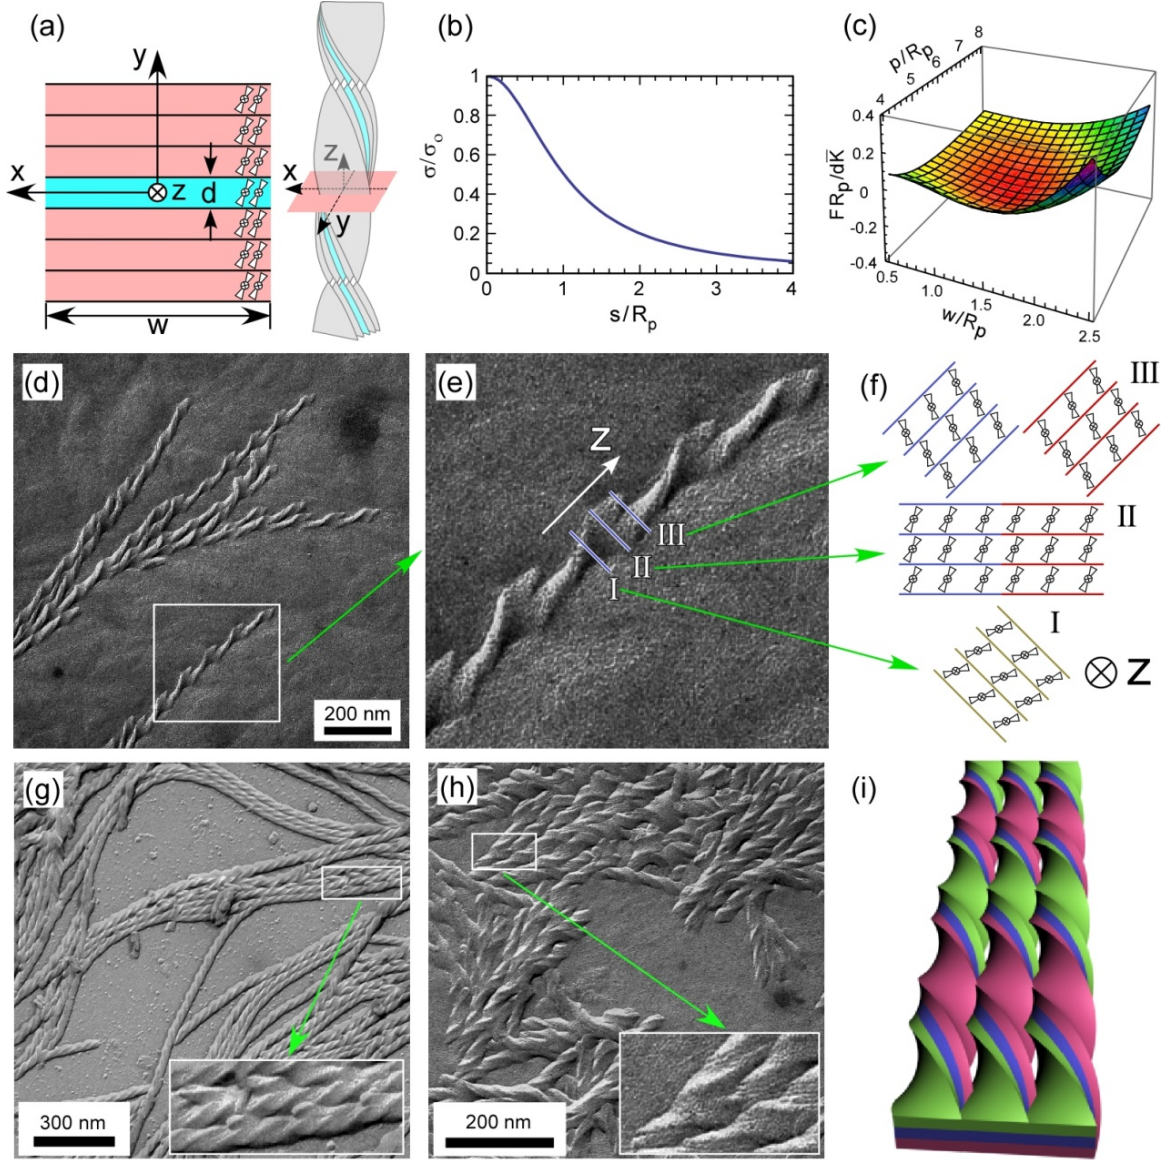 (a)
y
x
z
d
w
x
z
y
(b)
σ/σo
1
0.8
0.6
0.4
0.2
0
0 1 2 3 4
s/Rp
(c)
p/Rp
4 5 6 7 8
FRp/dK̅
0.4
0.2
0
-0.2
-0.4
0.5 1.0 1.5 2.0 2.5
w/Rp
(d)
200 nm
(e)
Z
III
II
I
(f)
III
II
I
Z
(g)
300 nm
(h)
200 nm
(i)